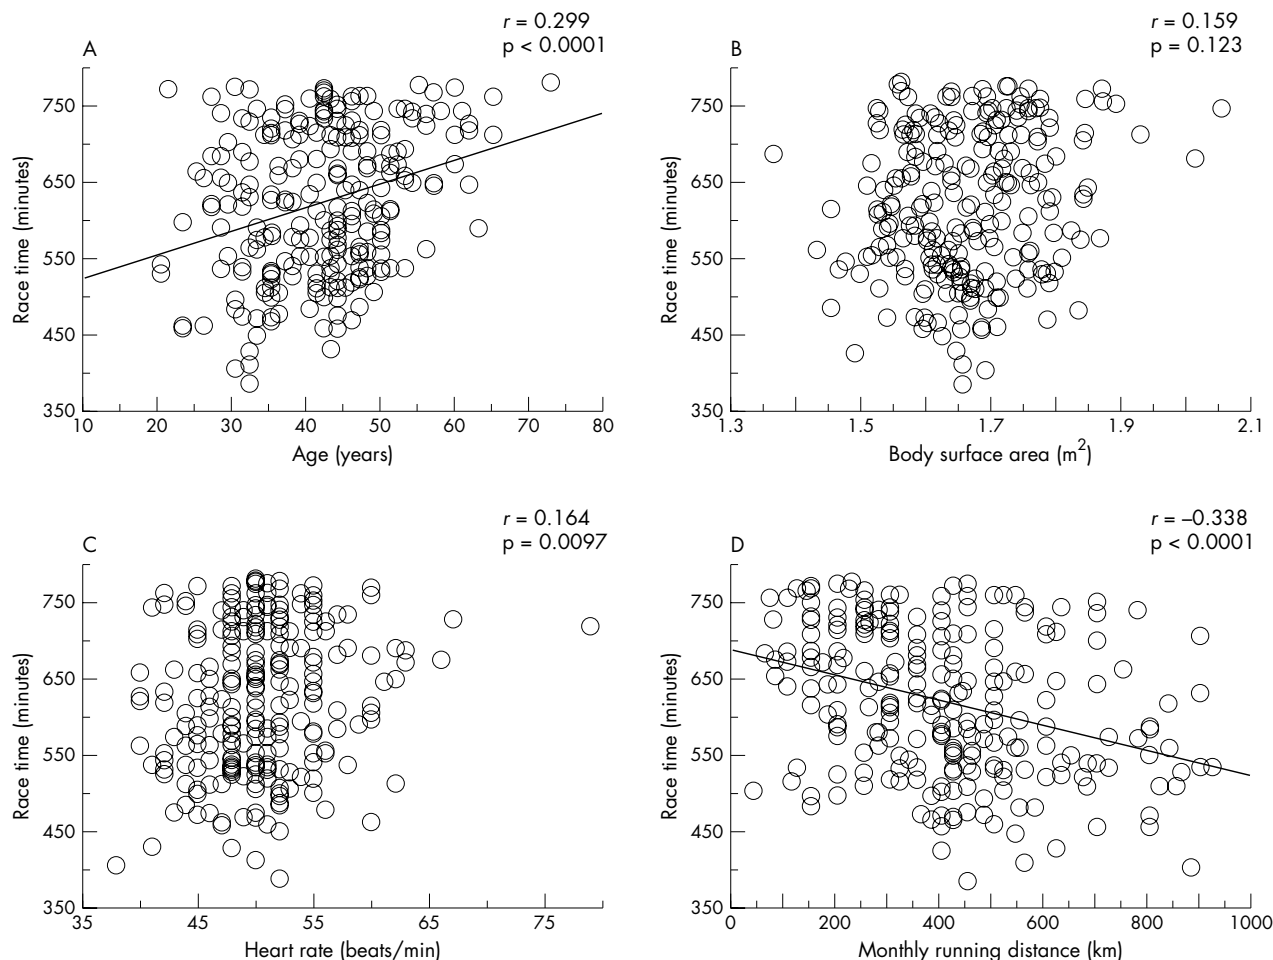 A
r = 0.299
p < 0.0001
750
650
550
450
350
Race time (minutes)
10 20 30 40 50 60 70 80
Age (years)
B
r = 0.159
p = 0.123
750
650
550
450
350
Race time (minutes)
1.3 1.5 1.7 1.9 2.1
Body surface area (m²)
C
r = 0.164
p = 0.0097
750
650
550
450
350
Race time (minutes)
35 45 55 65 75
Heart rate (beats/min)
D
r = –0.338
p < 0.0001
750
650
550
450
350
Race time (minutes)
0 200 400 600 800 1000
Monthly running distance (km)